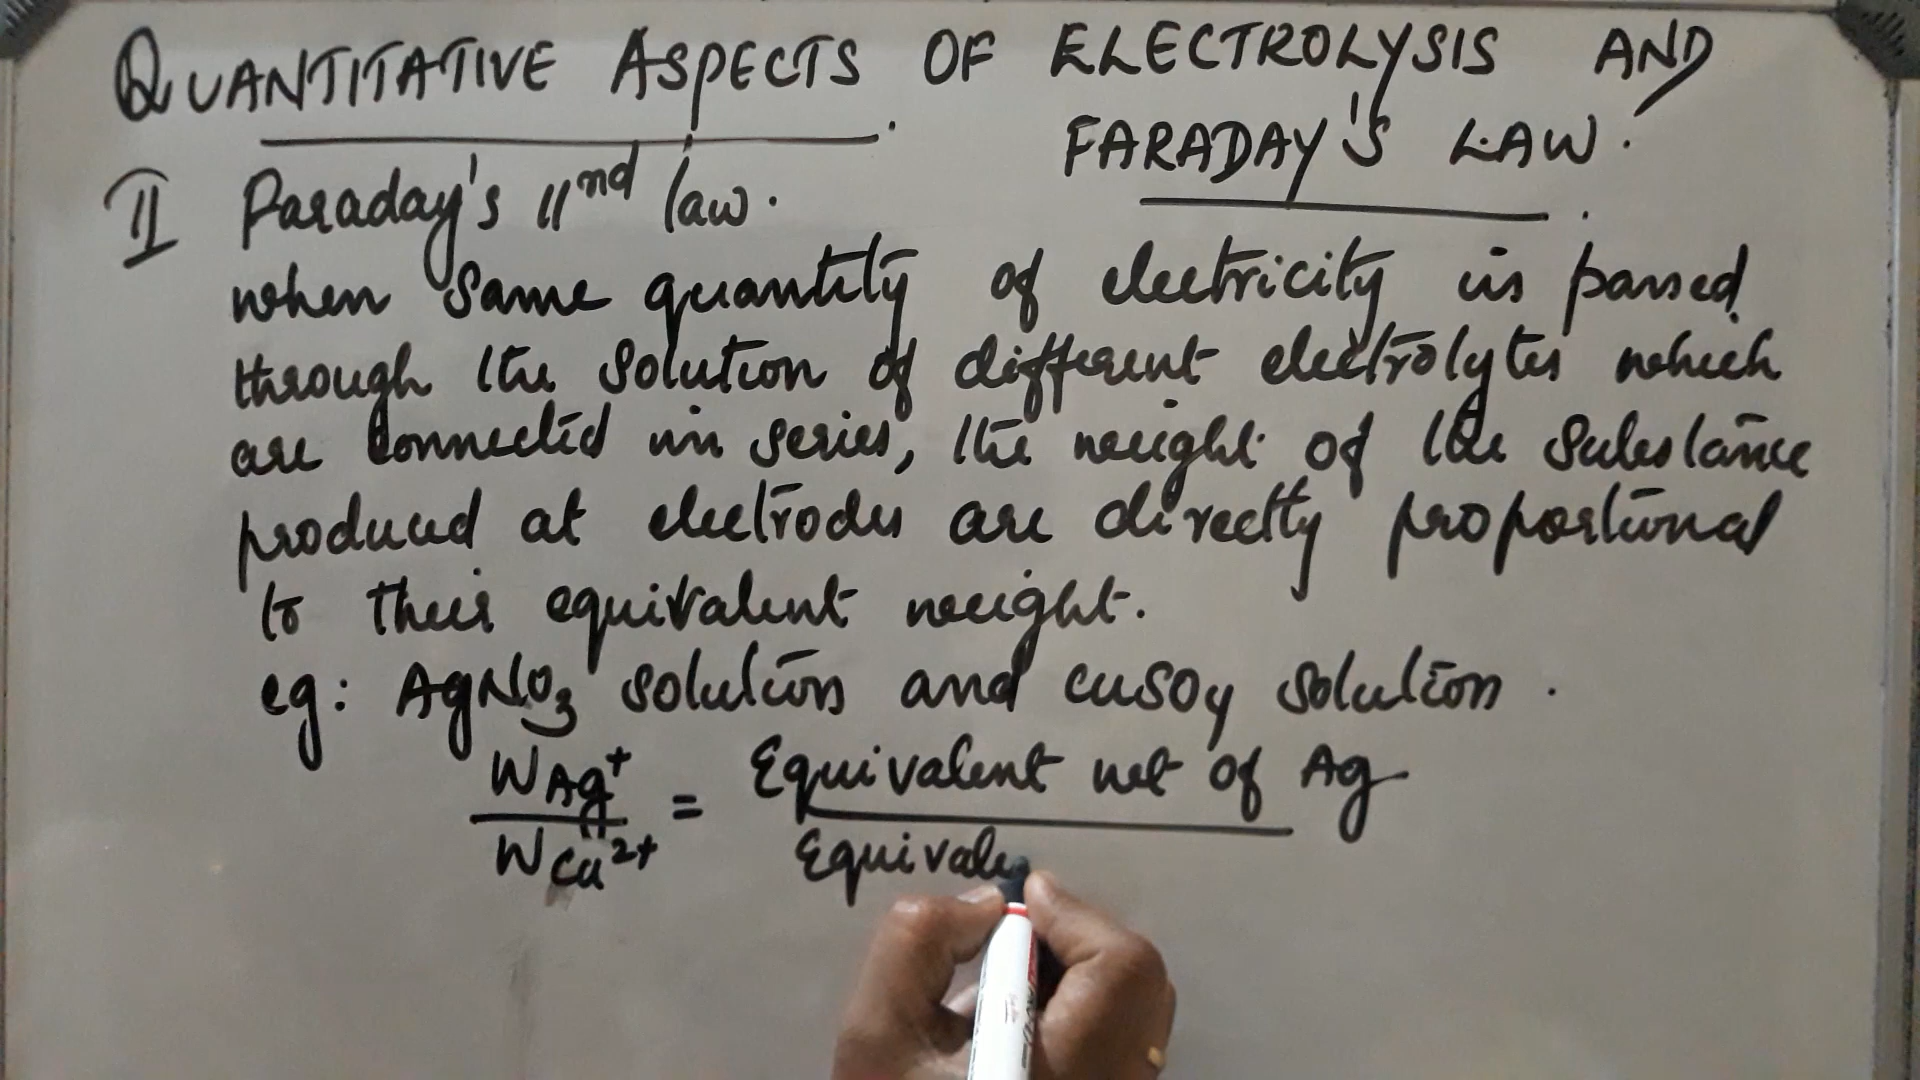 QUANTITATIVE ASPECTS OF ELECTROLYSIS AND
FARADAY'S LAW.
II Faraday's IInd law.
when same quantity of electricity is passed
through the solution of different electrolytes which
are connected in series, the weight of the substance
produced at electrodes are directly proportional
to their equivalent weight.
eg: AgNO3 solution and CuSO4 solution.
WAg+ / WCu2+ = Equivalent wt of Ag / Equivale